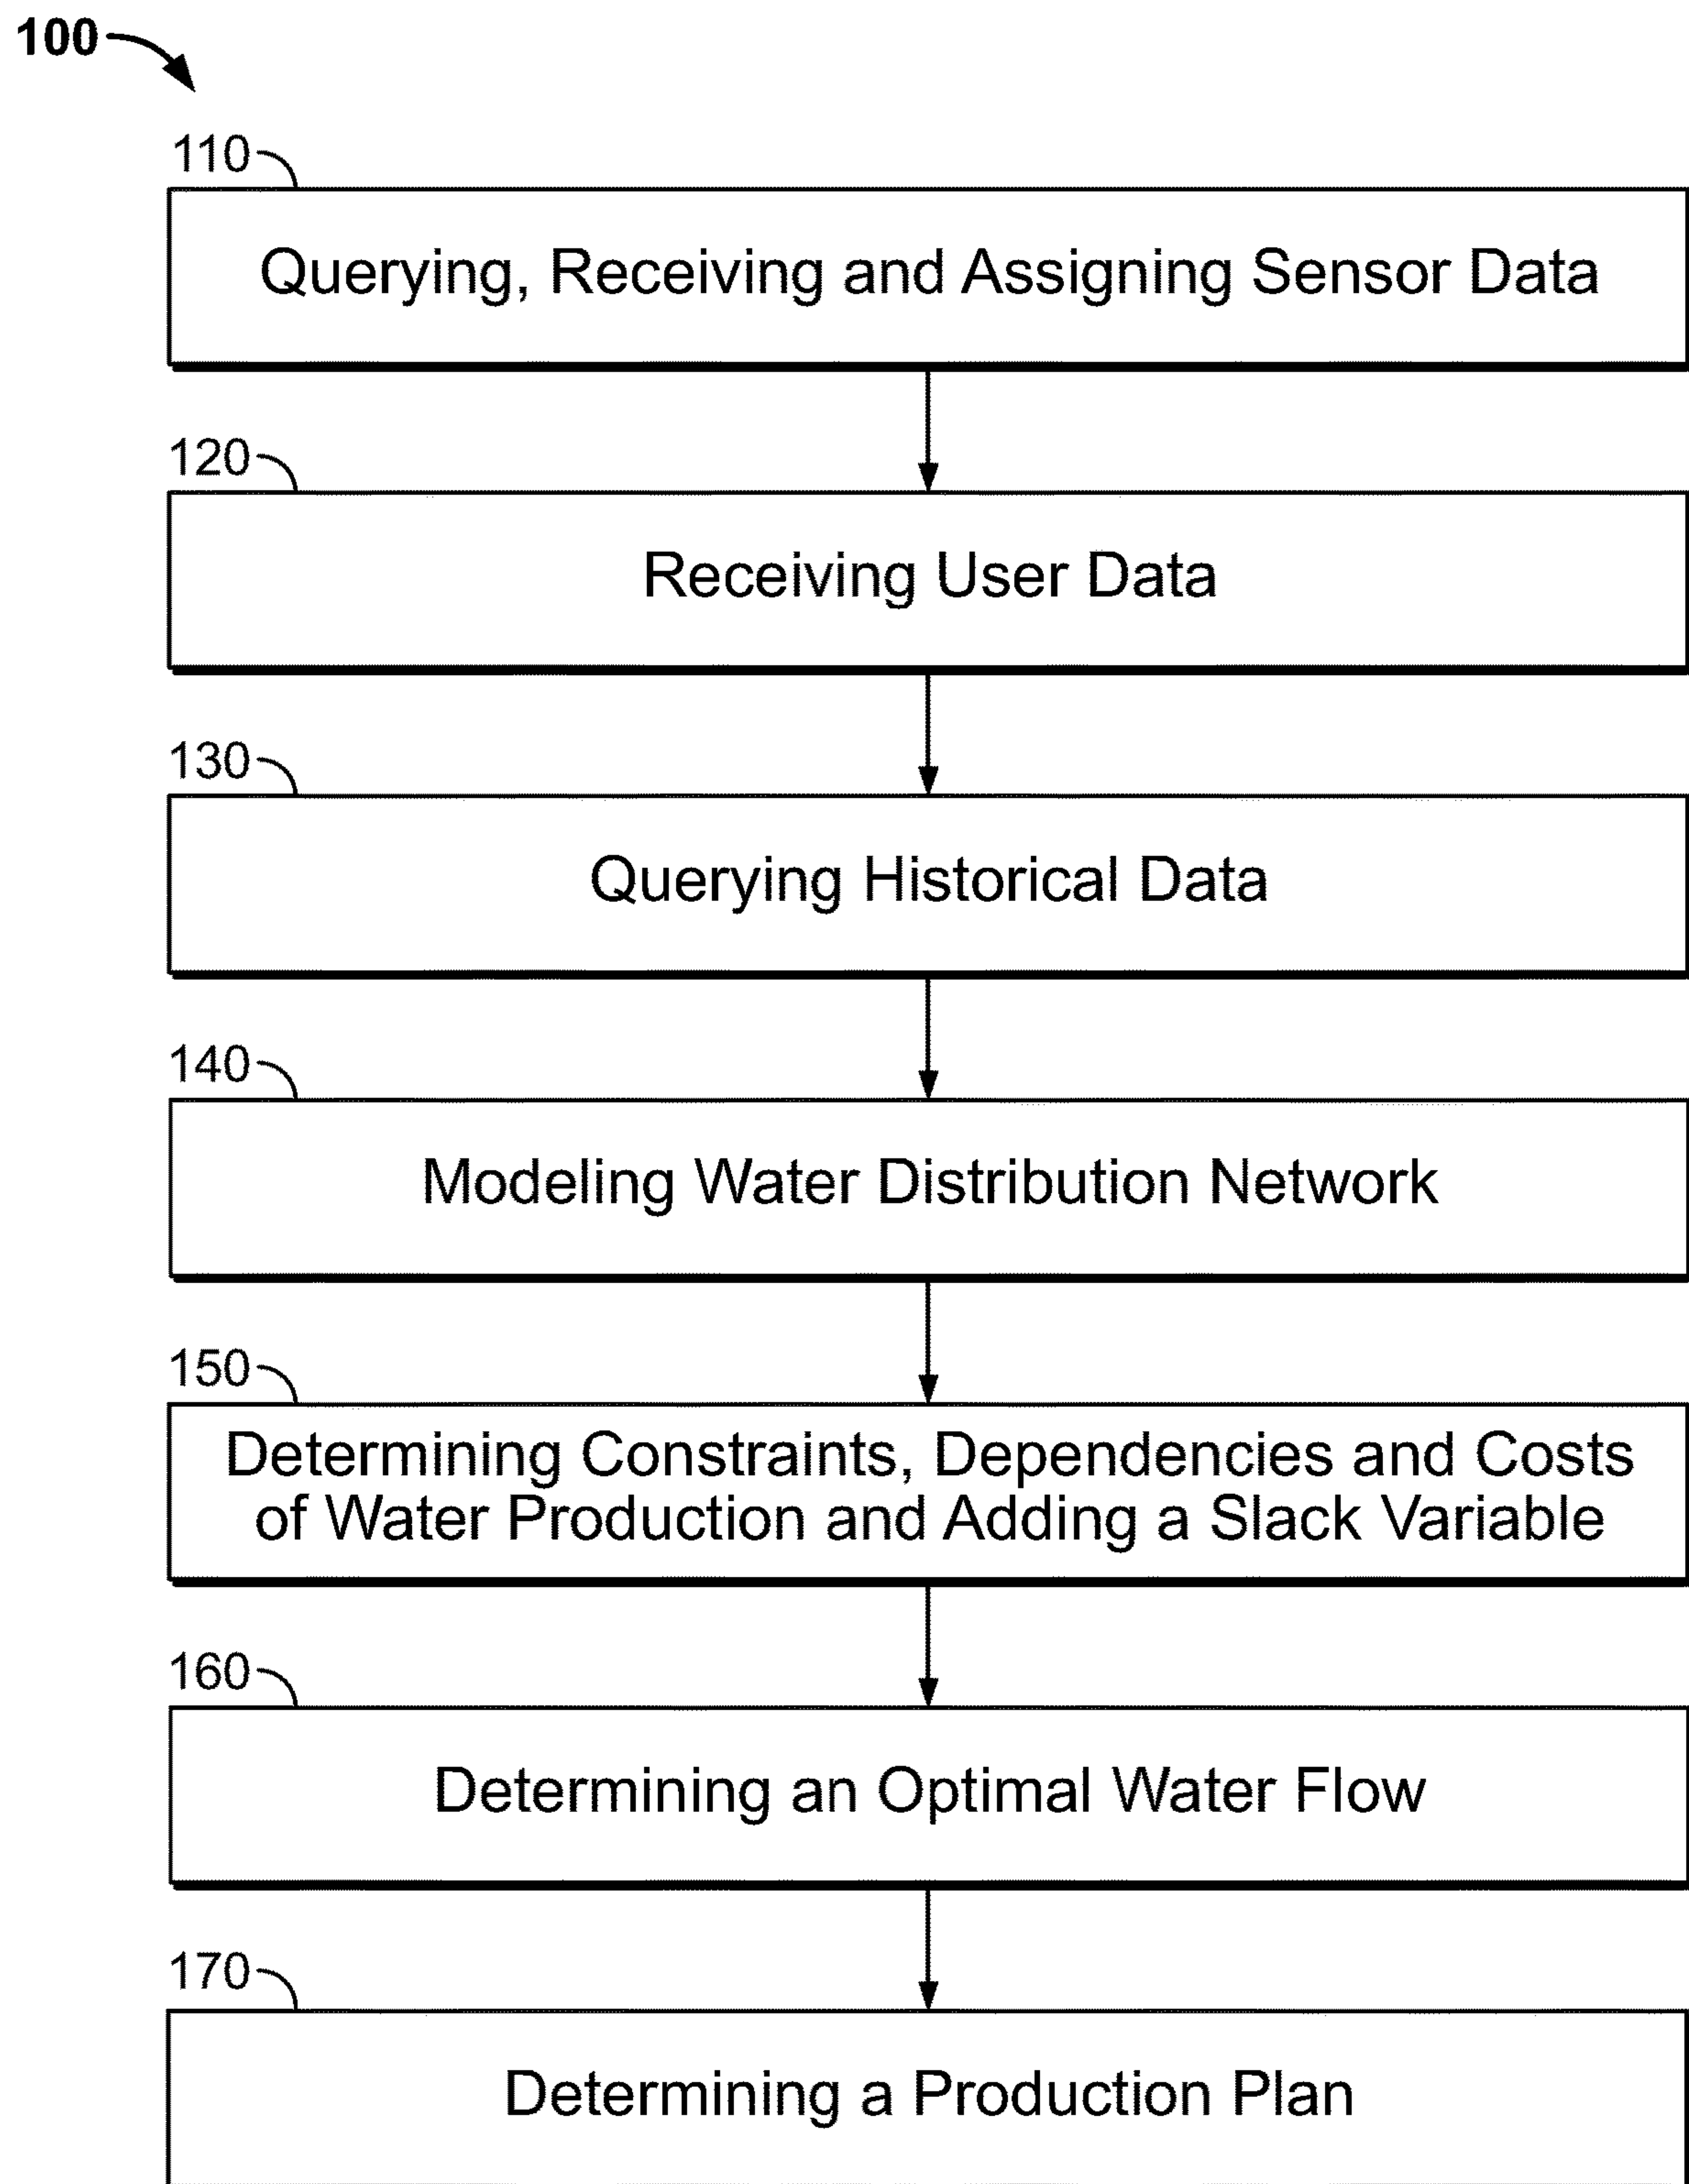 100
110
Querying, Receiving and Assigning Sensor Data
120
Receiving User Data
130
Querying Historical Data
140
Modeling Water Distribution Network
150
Determining Constraints, Dependencies and Costs
of Water Production and Adding a Slack Variable
160
Determining an Optimal Water Flow
170
Determining a Production Plan